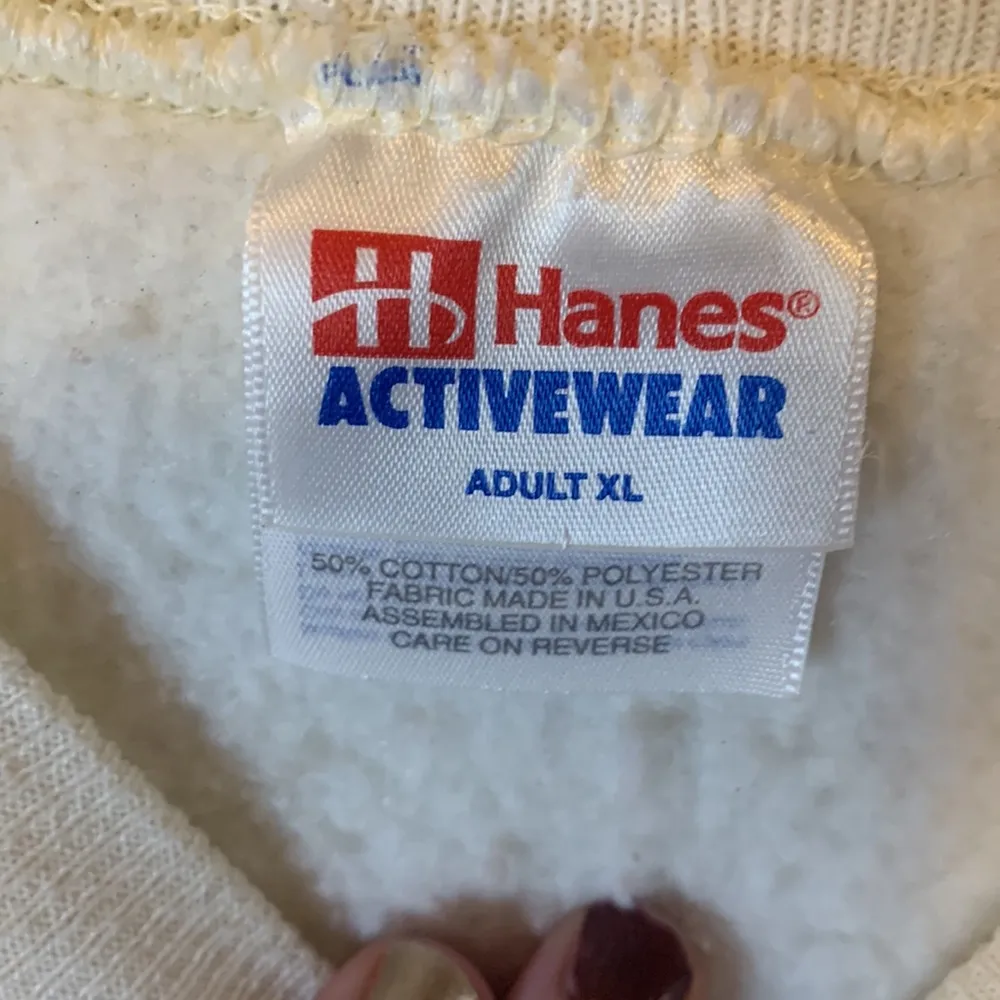 Hanes®
ACTIVEWEAR
ADULT XL
50% COTTON/50% POLYESTER
FABRIC MADE IN U.S.A.
ASSEMBLED IN MEXICO
CARE ON REVERSE